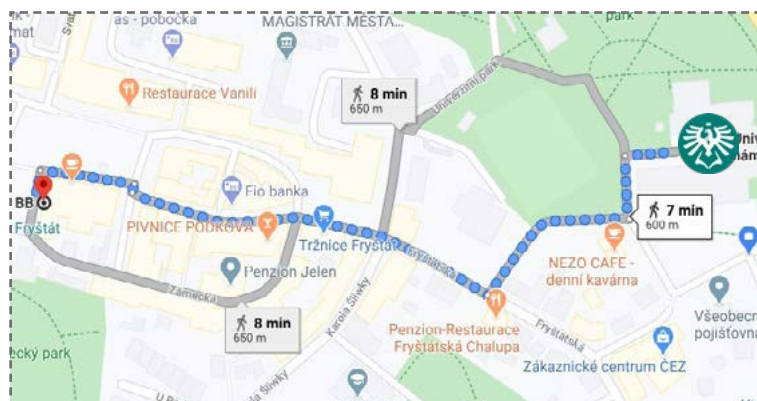 park
as - pobočka
MAGISTRÁT MĚSTA...
Restaurace Vanili
8 min
650 m
Univerzitní park
Fio banka
BB
Fryštát
PIVNICE PODKOVA
Tržnice Fryštát
Fryštátská
7 min
600 m
Penzion Jelen
NEZO CAFE -
denní kavárna
Zámecká
8 min
650 m
Karola Śliwky
Penzion-Restaurace
Fryštátská Chalupa
Fryštátská
Všeobecn
pojišťovna
Zákaznické centrum ČEZ
ecký park